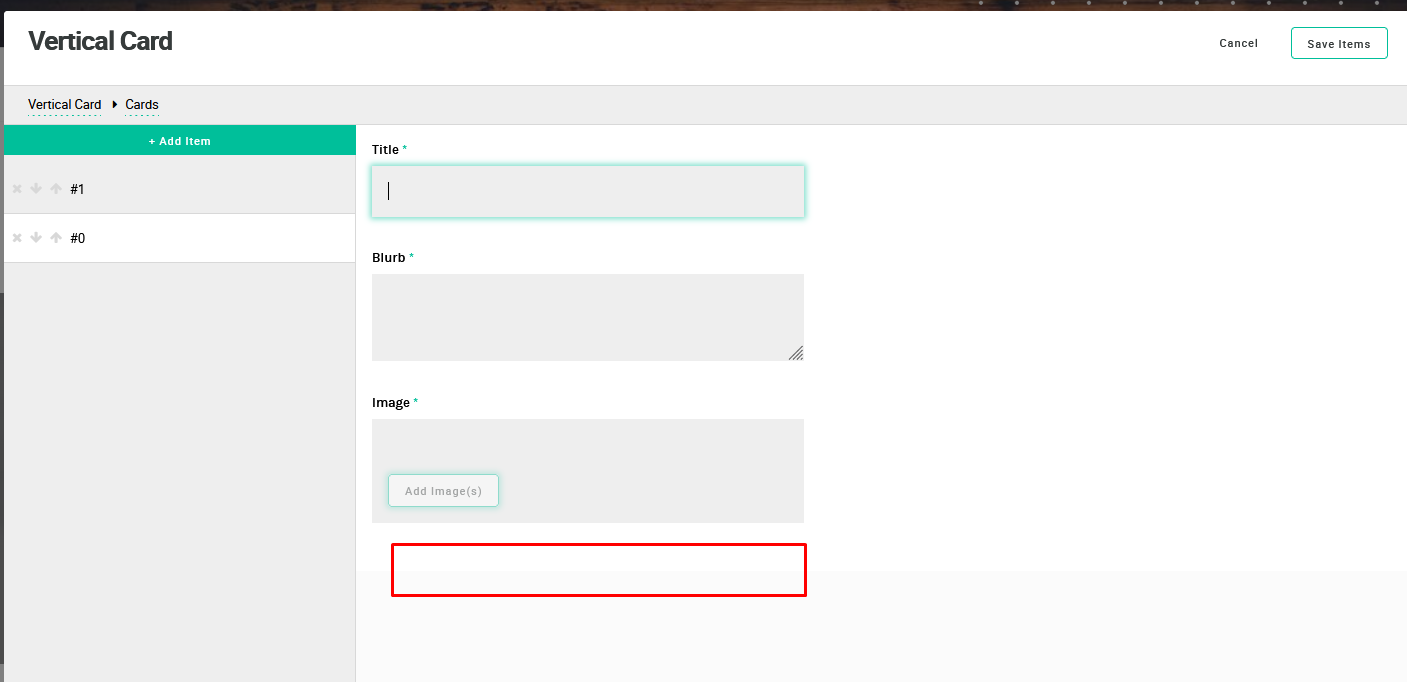 Vertical Card
Cancel
Save Items
Vertical Card
Cards
+ Add Item
#1
#0
Title *
Blurb *
Image *
Add Image(s)